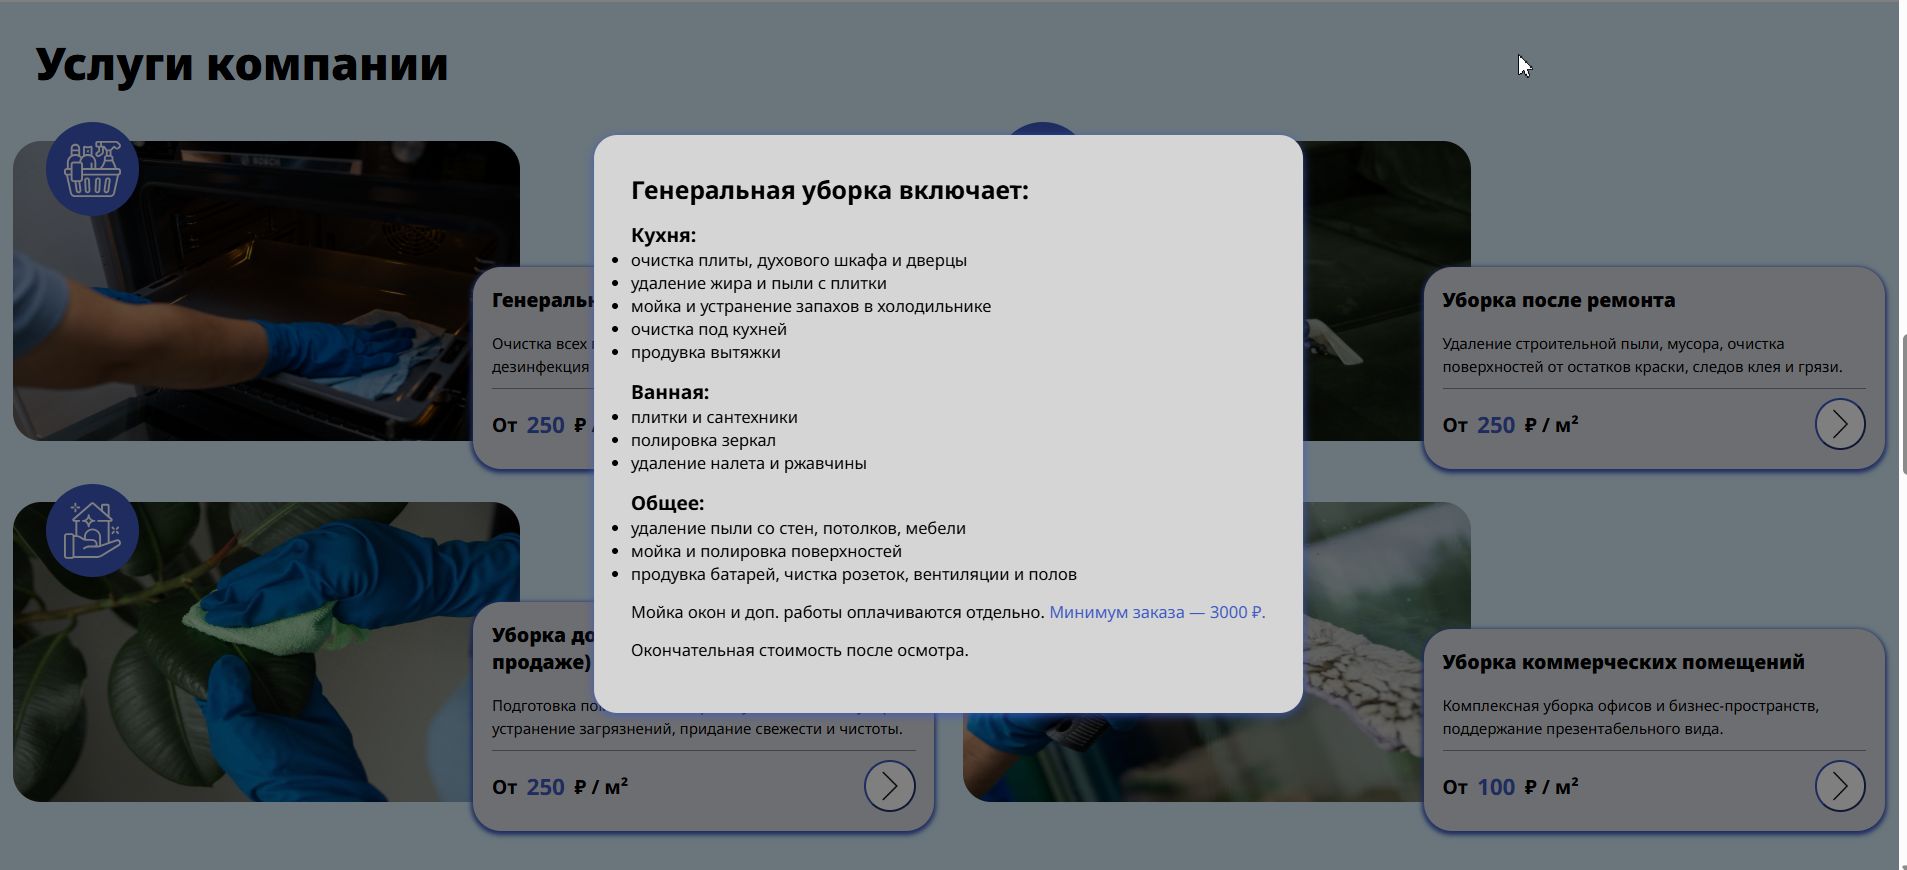 Услуги компании
BOSCH
Генеральная уборка включает:
Кухня:
• очистка плиты, духового шкафа и дверцы
• удаление жира и пыли с плитки
• мойка и устранение запахов в холодильнике
• очистка под кухней
• продувка вытяжки
Ванная:
• плитки и сантехники
• полировка зеркал
• удаление налета и ржавчины
Общее:
• удаление пыли со стен, потолков, мебели
• мойка и полировка поверхностей
• продувка батарей, чистка розеток, вентиляции и полов
Мойка окон и доп. работы оплачиваются отдельно. Минимум заказа — 3000 ₽.
Окончательная стоимость после осмотра.
Очистка всех
дезинфекция
От 250 ₽ /
Уборка после ремонта
Удаление строительной пыли, мусора, очистка
поверхностей от остатков краски, следов клея и грязи.
От 250 ₽ / м²
Уборка
продаже)
Подготовка
устранение загрязнений, придание свежести и чистоты.
От 250 ₽ / м²
Уборка коммерческих помещений
Комплексная уборка офисов и бизнес-пространств,
поддержание презентабельного вида.
От 100 ₽ / м²